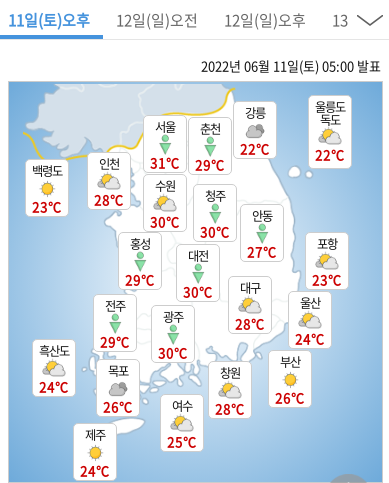 11일(토)오후 12일(일)오전 12일(일)오후 13
2022년 06월 11일(토) 05:00 발표
강릉
22℃
울릉도
독도
22℃
서울
31℃
춘천
29℃
백령도
23℃
인천
28℃
수원
30℃
청주
30℃
안동
27℃
홍성
29℃
대전
30℃
포항
23℃
대구
28℃
울산
24℃
전주
29℃
광주
30℃
흑산도
24℃
목포
26℃
창원
28℃
부산
26℃
여수
25℃
제주
24℃